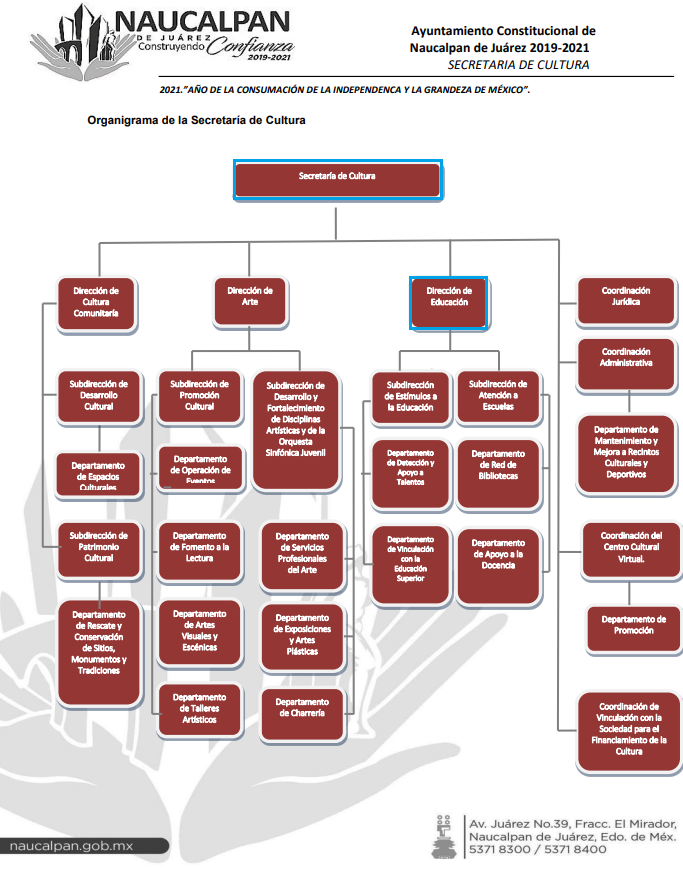 NAUCALPAN
DE JUÁREZ
Construyendo Confianza
2019-2021
Ayuntamiento Constitucional de
Naucalpan de Juárez 2019-2021
SECRETARIA DE CULTURA
2021."AÑO DE LA CONSUMACIÓN DE LA INDEPENDENCA Y LA GRANDEZA DE MÉXICO".
Organigrama de la Secretaría de Cultura
Secretaría de Cultura
Dirección de
Cultura
Comunitaría
Dirección de
Arte
Dirección de
Educación
Coordinación
Jurídica
Coordinación
Administrativa
Subdirección de
Desarrollo
Cultural
Subdirección de
Promoción
Cultural
Subdirección de
Desarrollo y
Fortalecimiento
de Disciplinas
Artísticas y de la
Orquesta
Sinfónica Juvenil
Subdirección
de Estímulos a
la Educación
Subdirección de
Atención a
Escuelas
Departamento de
Mantenimiento y
Mejora a Recintos
Culturales y
Deportivos
Departamento
de Espacios
Culturales
Departamento
de Operación de
Eventos
Departamento
de Detección y
Apoyo a
Talentos
Departamento
de Red de
Bibliotecas
Subdirección de
Patrimonio
Cultural
Departamento
de Fomento a la
Lectura
Departamento
de Servicios
Profesionales
del Arte
Departamento
de Vinculación
con la
Educación
Superior
Departamento
de Apoyo a la
Docencia
Coordinación del
Centro Cultural
Virtual.
Departamento
de Rescate y
Conservación
de Sitios,
Monumentos y
Tradiciones
Departamento
de Artes
Visuales y
Escénicas
Departamento
de Exposiciones
y Artes
Plásticas
Departamento de
Promoción
Departamento
de Talleres
Artísticos
Departamento
de Charrería
Coordinación de
Vinculación con la
Sociedad para el
Financiamiento de la
Cultura
naucalpan.gob.mx
Av. Juárez No.39, Fracc. El Mirador,
Naucalpan de Juárez, Edo. de Méx.
5371 8300 / 5371 8400